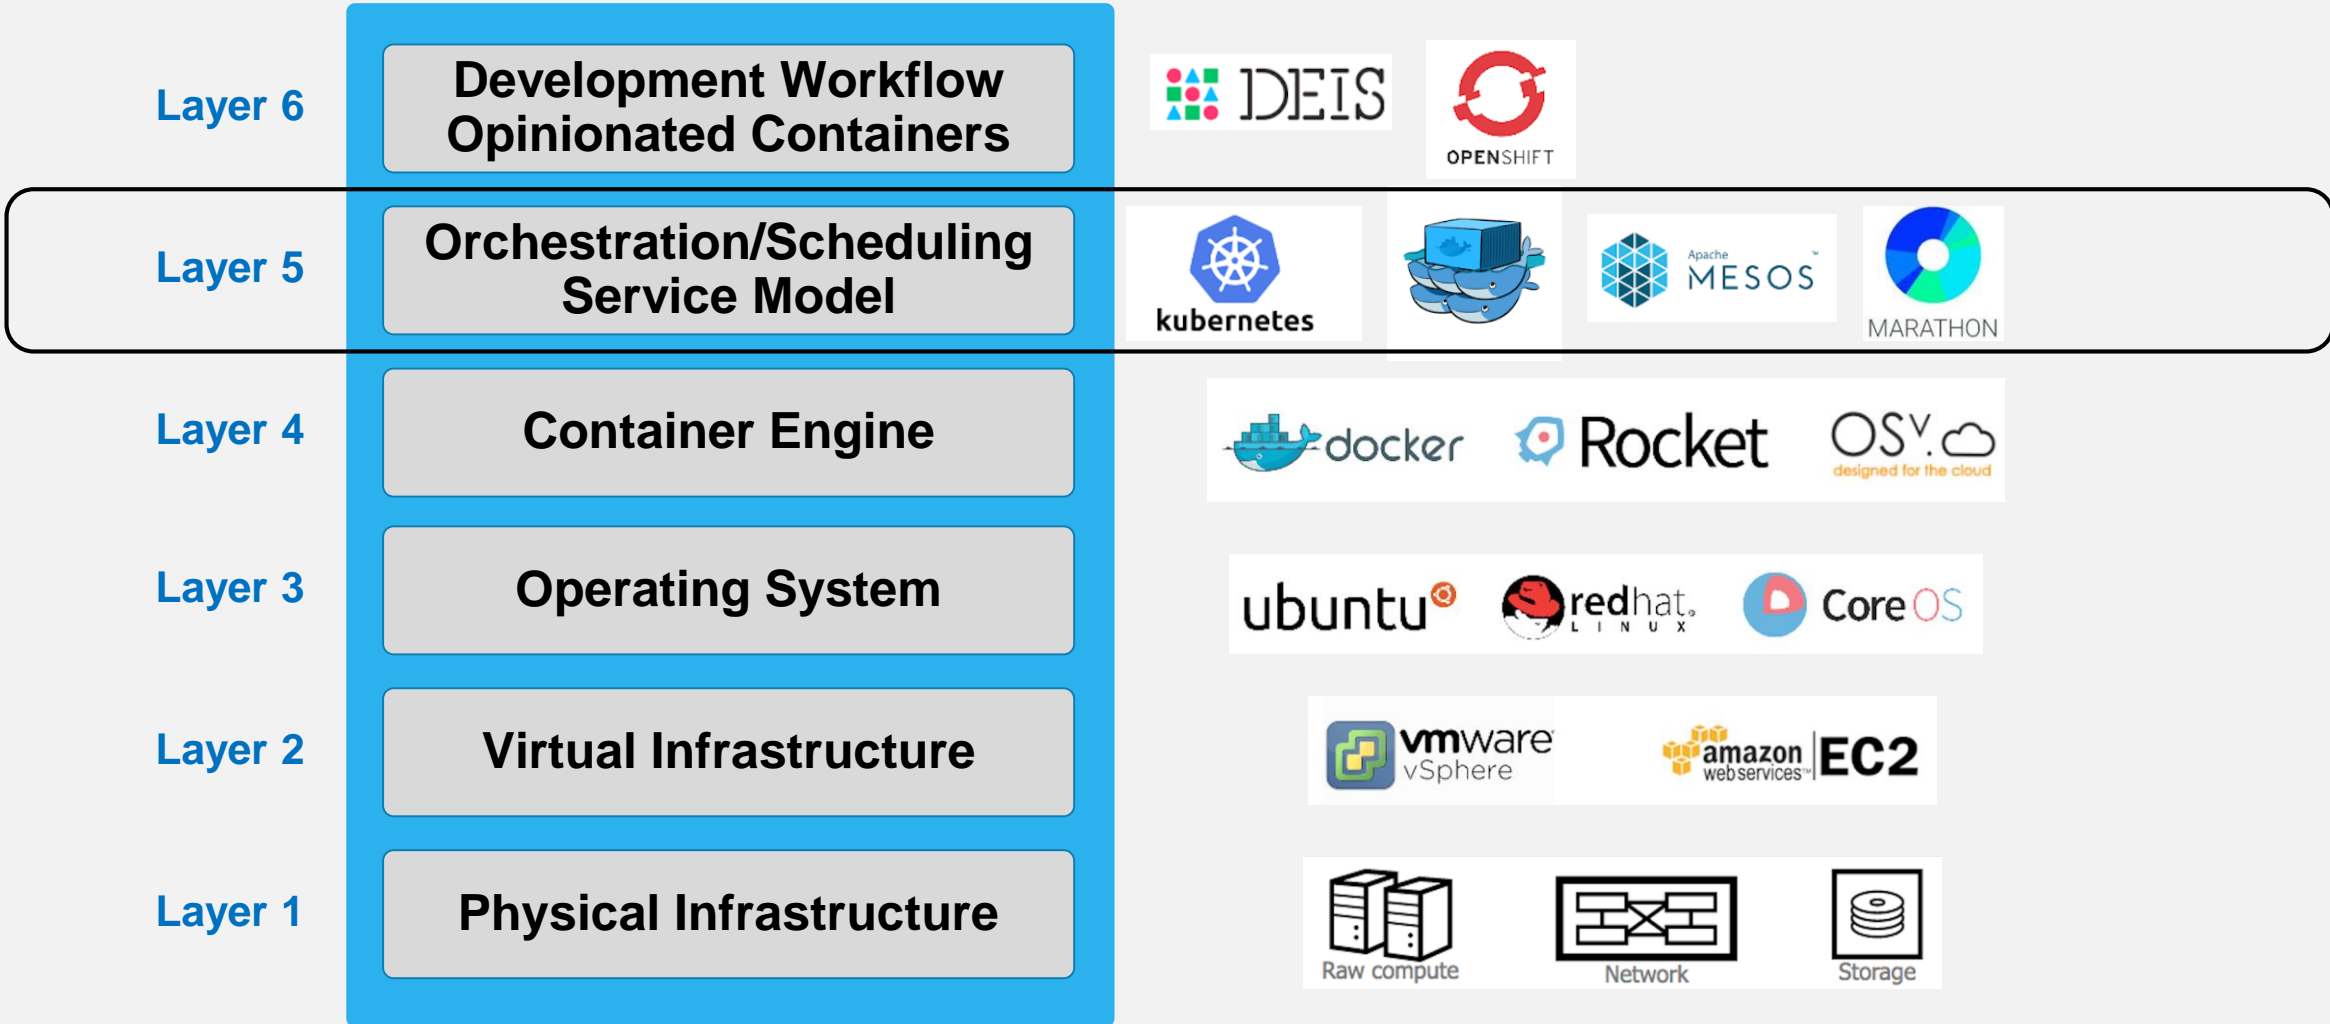 Layer 6
Development Workflow
Opinionated Containers
DEIS
OPENSHIFT
Layer 5
Orchestration/Scheduling
Service Model
kubernetes
Apache
MESOS™
MARATHON
Layer 4
Container Engine
docker
Rocket
OSv.
designed for the cloud
Layer 3
Operating System
ubuntu
redhat.
LINUX
CoreOS
Layer 2
Virtual Infrastructure
vmware
vSphere
amazon
webservices™
EC2
Layer 1
Physical Infrastructure
Raw compute
Network
Storage